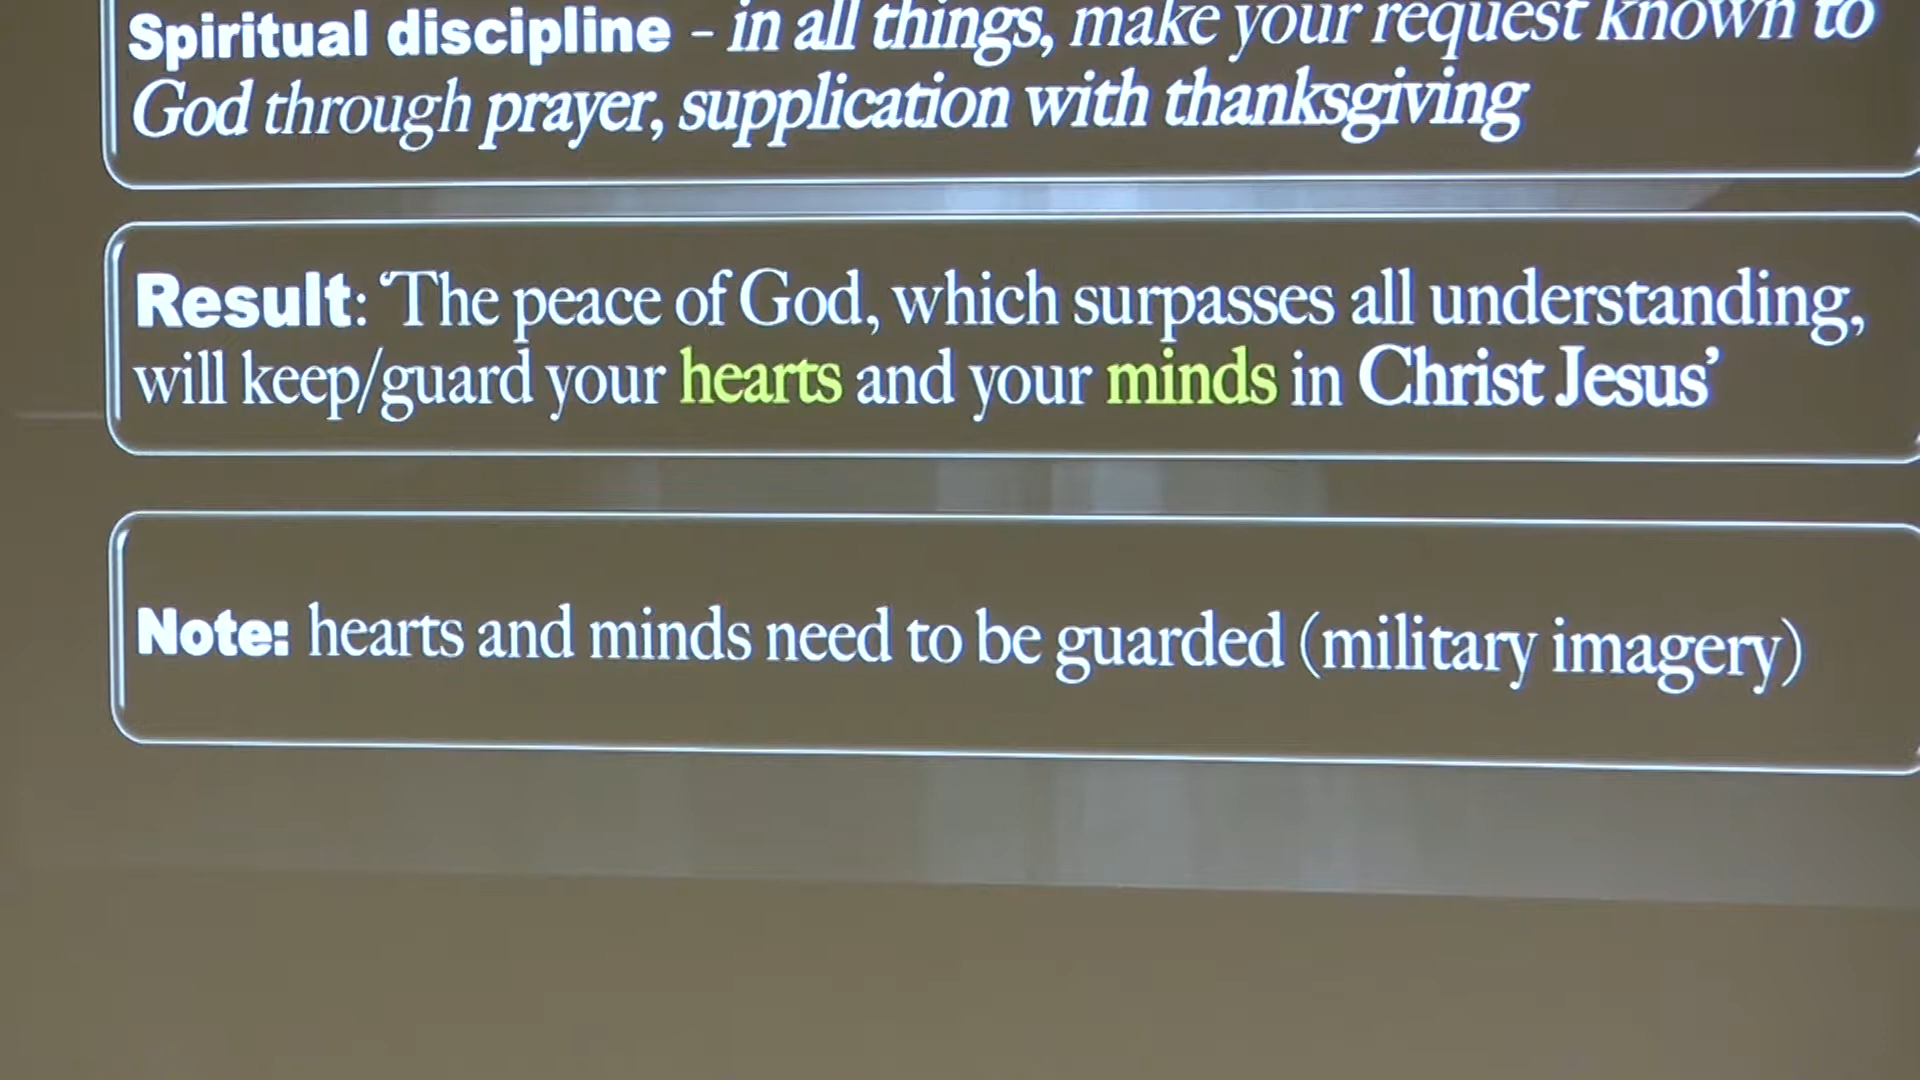 Spiritual discipline – in all things, make your request known to
God through prayer, supplication with thanksgiving
Result: ‘The peace of God, which surpasses all understanding,
will keep/guard your hearts and your minds in Christ Jesus’
Note: hearts and minds need to be guarded (military imagery)